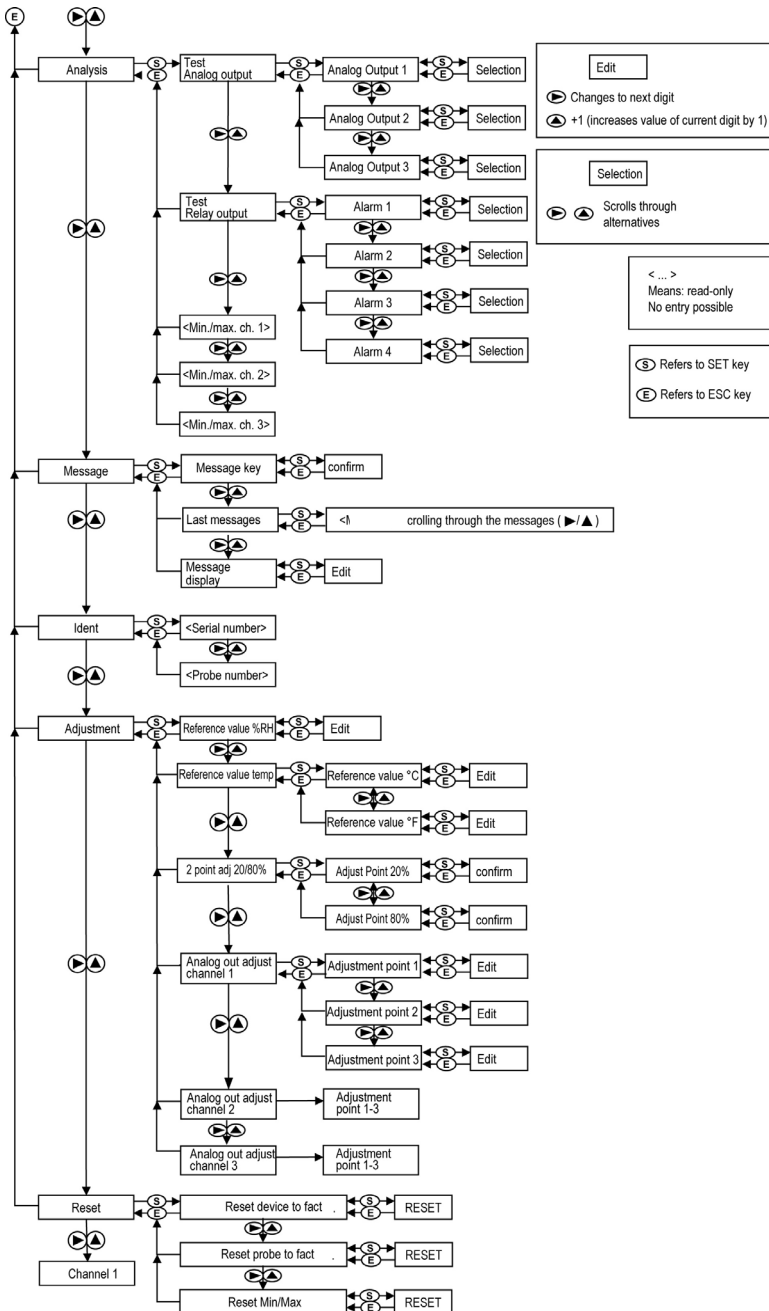 E
Analysis
S
E
Test
Analog output
S
E
Analog Output 1
S
E
Selection
Analog Output 2
S
E
Selection
Analog Output 3
S
E
Selection
Test
Relay output
S
E
Alarm 1
S
E
Selection
Alarm 2
S
E
Selection
Alarm 3
S
E
Selection
Alarm 4
S
E
Selection
<Min./max. ch. 1>
<Min./max. ch. 2>
<Min./max. ch. 3>
Edit
Changes to next digit
+1 (increases value of current digit by 1)
Selection
Scrolls through
alternatives
< ... >
Means: read-only
No entry possible
S Refers to SET key
E Refers to ESC key
Message
S
E
Message key
S
E
confirm
Last messages
S
E
crolling through the messages ( ▶/▲ )
Message
display
S
E
Edit
Ident
S
E
<Serial number>
<Probe number>
Adjustment
S
E
Reference value %RH
S
E
Edit
Reference value temp
S
E
Reference value °C
S
E
Edit
Reference value °F
S
E
Edit
2 point adj 20/80%
S
E
Adjust Point 20%
S
E
confirm
Adjust Point 80%
S
E
confirm
Analog out adjust
channel 1
S
E
Adjustment point 1
S
E
Edit
Adjustment point 2
S
E
Edit
Adjustment point 3
S
E
Edit
Analog out adjust
channel 2
Adjustment
point 1-3
Analog out adjust
channel 3
Adjustment
point 1-3
Reset
S
E
Reset device to fact .
S
E
RESET
Reset probe to fact .
S
E
RESET
Reset Min/Max
S
E
RESET
Channel 1